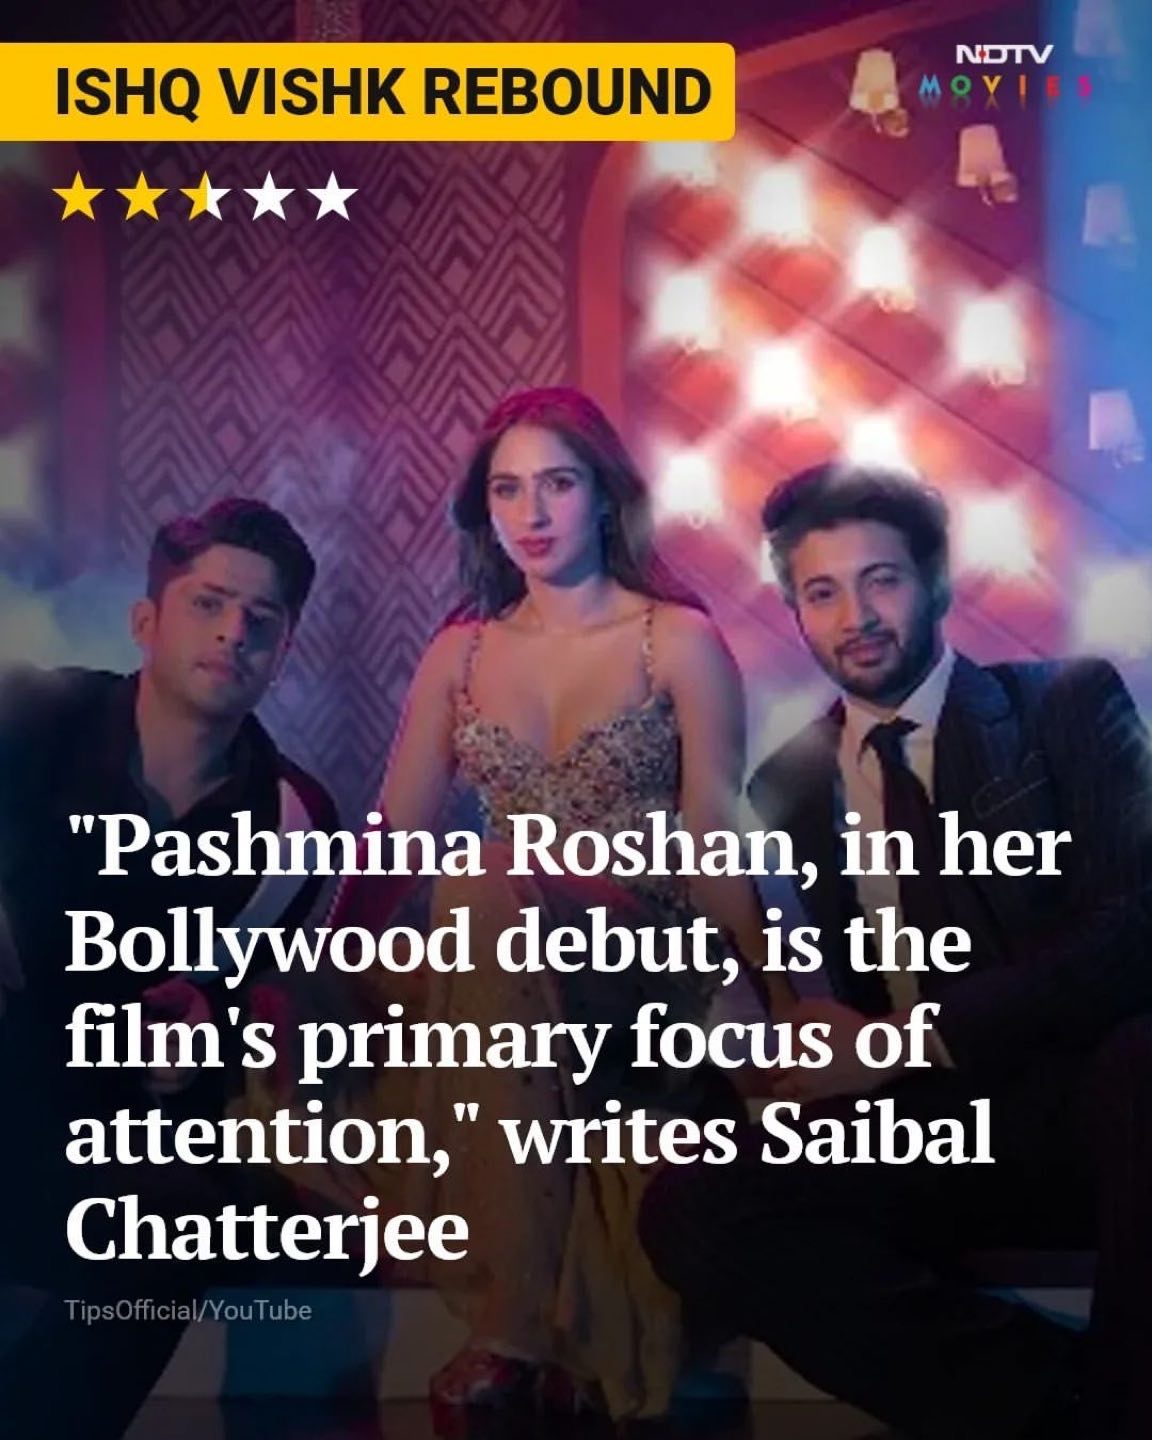 ISHQ VISHK REBOUND
NDTV
MOVIES
"Pashmina Roshan, in her
Bollywood debut, is the
film's primary focus of
attention," writes Saibal
Chatterjee
TipsOfficial/YouTube